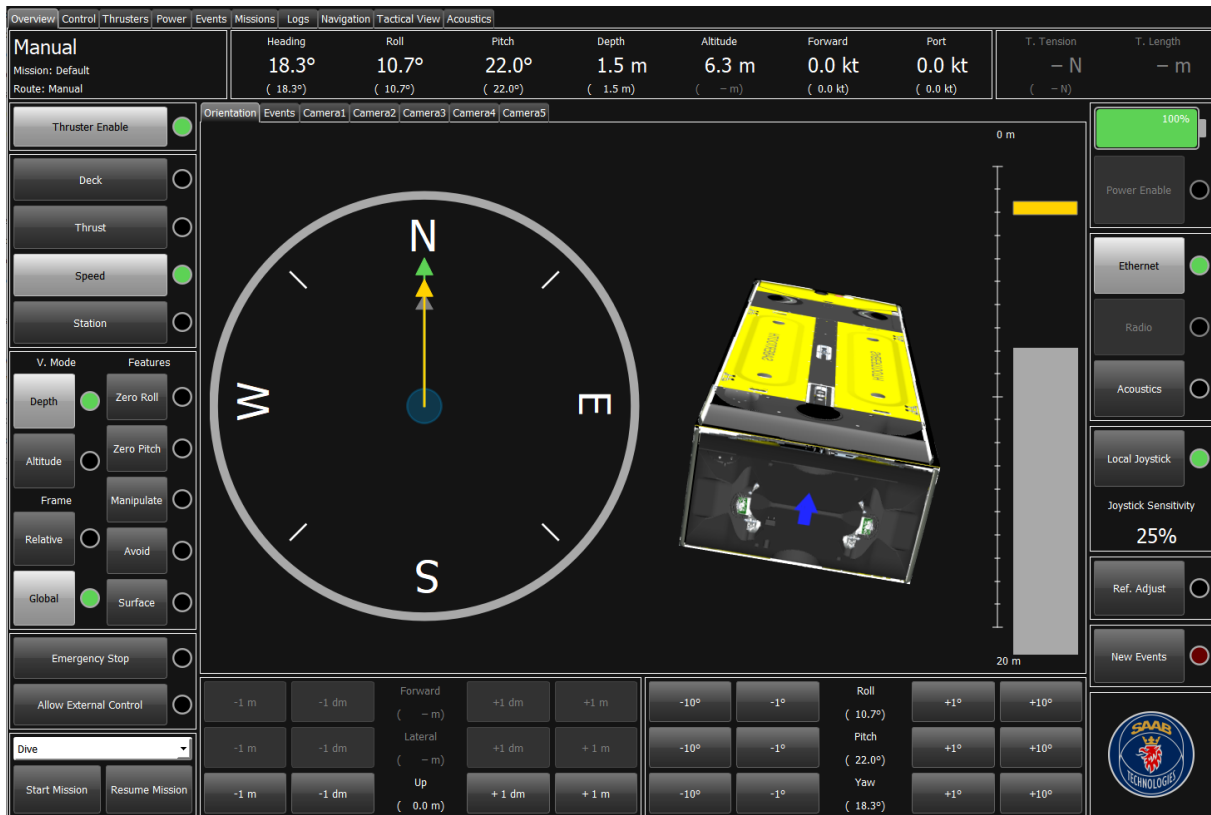 Overview Control Thrusters Power Events Missions Logs Navigation Tactical View Acoustics
Manual
Mission: Default
Route: Manual
Heading Roll Pitch Depth Altitude Forward Port
18.3° 10.7° 22.0° 1.5 m 6.3 m 0.0 kt 0.0 kt
( 18.3°) ( 10.7°) ( 22.0°) ( 1.5 m) ( – m) ( 0.0 kt) ( 0.0 kt)
T. Tension T. Length
– N – m
( – N)
Thruster Enable
Deck
Thrust
Speed
Station
V. Mode Features
Depth Zero Roll
Altitude Zero Pitch
Frame Manipulate
Relative Avoid
Global Surface
Emergency Stop
Allow External Control
Dive
Start Mission Resume Mission
Orientation Events Camera1 Camera2 Camera3 Camera4 Camera5
N
W E
S
0 m
20 m
-1 m -1 dm Forward +1 dm +1 m
( – m)
-1 m -1 dm Lateral +1 dm + 1 m
( – m)
-1 m -1 dm Up + 1 dm + 1 m
( 0.0 m)
-10° -1° Roll +1° +10°
( 10.7°)
-10° -1° Pitch +1° +10°
( 22.0°)
-10° -1° Yaw +1° +10°
( 18.3°)
100%
Power Enable
Ethernet
Radio
Acoustics
Local Joystick
Joystick Sensitivity
25%
Ref. Adjust
New Events
SAAB
TECHNOLOGIES